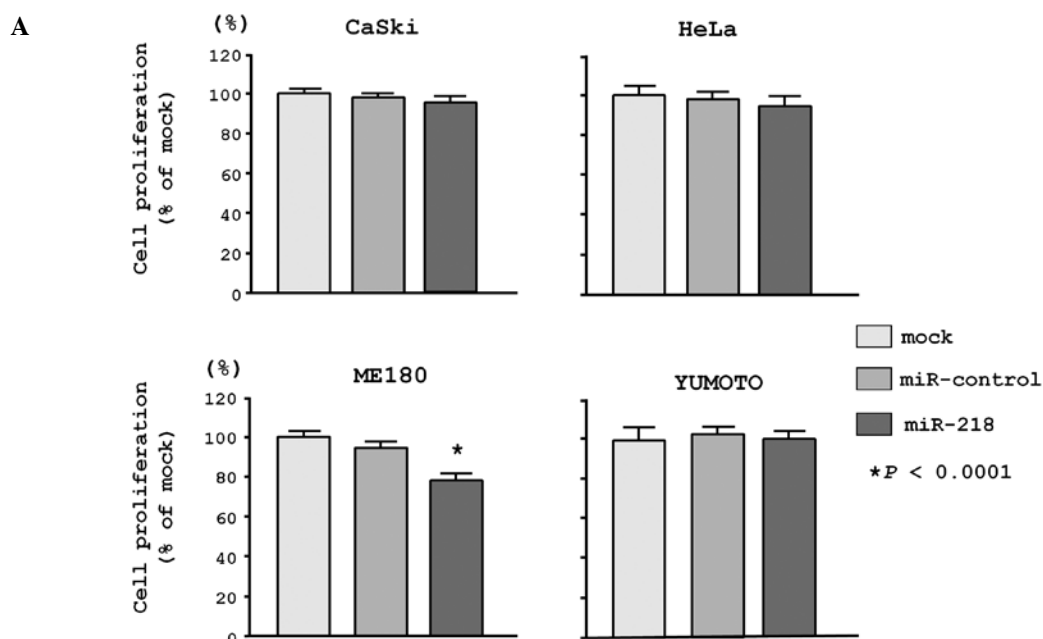 A
(%)
CaSki
HeLa
Cell proliferation
(% of mock)
120
100
80
60
40
20
0
(%)
ME180
YUMOTO
Cell proliferation
(% of mock)
120
100
80
60
40
20
0
*
mock
miR-control
miR-218
*P < 0.0001